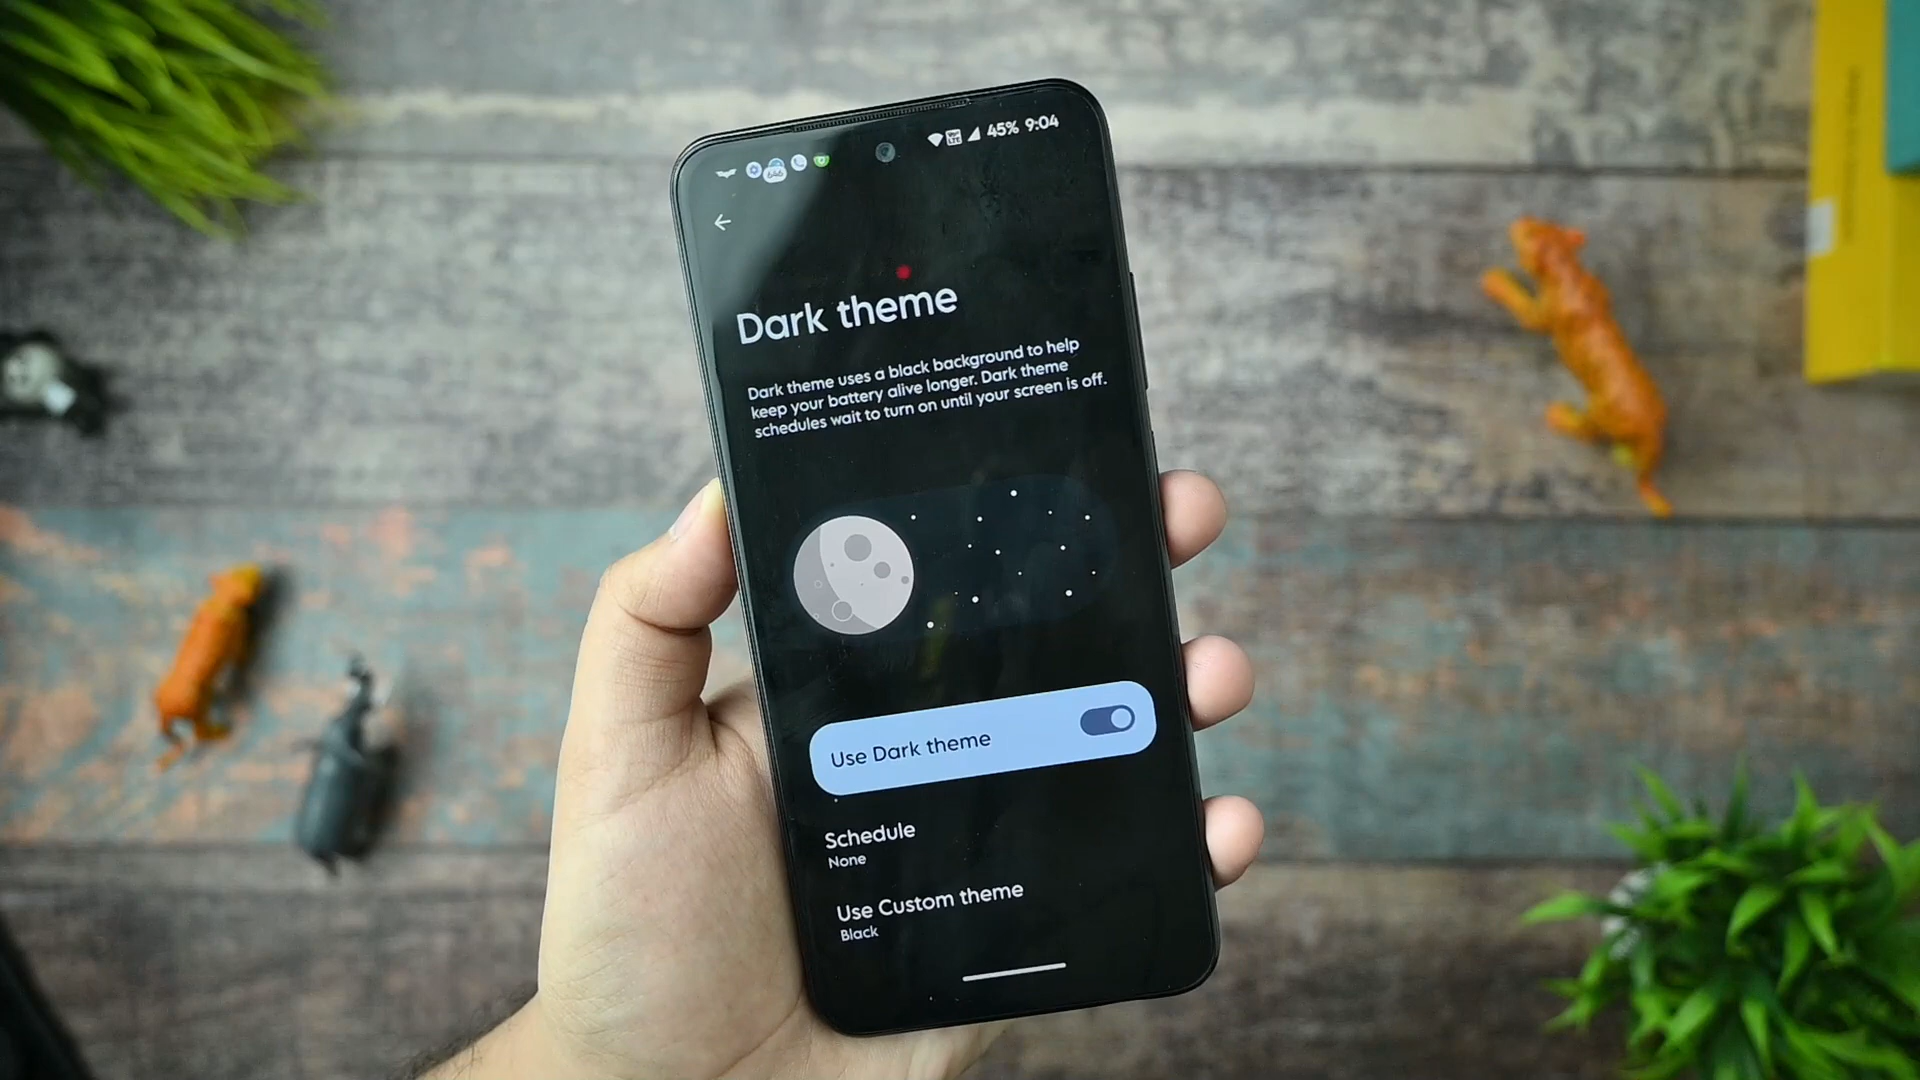 45% 9:04
646
Dark theme
Dark theme uses a black background to help
keep your battery alive longer. Dark theme
schedules wait to turn on until your screen is off.
Use Dark theme
Schedule
None
Use Custom theme
Black